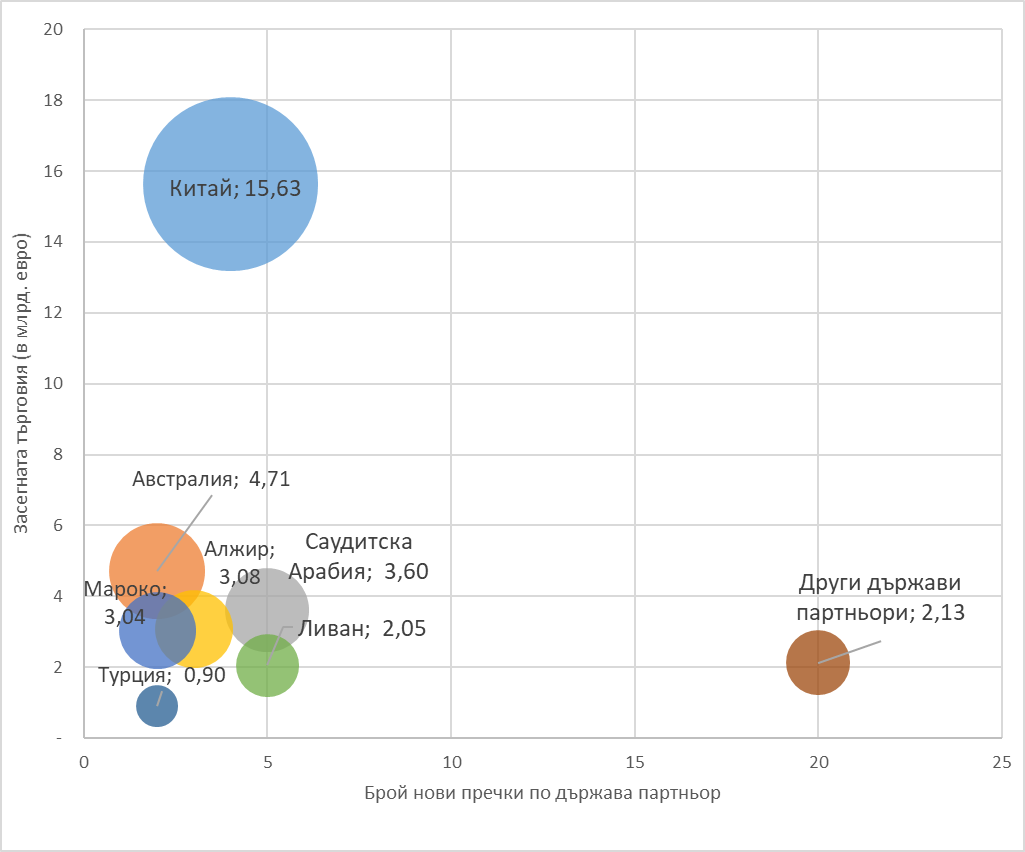 20
18
16
14
12
10
8
6
4
2
-
Засегната търговия (в млрд. евро)
Китай; 15,63
Австралия;  4,71
Алжир;
3,08
Саудитска
Арабия;  3,60
Мароко;
3,04
Ливан;  2,05
Турция;  0,90
Други държави
партньори; 2,13
0
5
10
15
20
25
Брой нови пречки по държава партньор